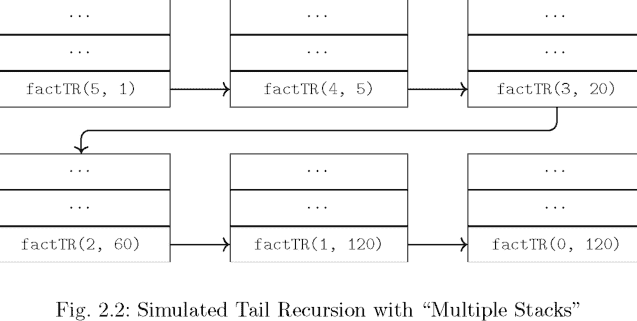 ... ... ...
... ... ...
factTR(5, 1) factTR(4, 5) factTR(3, 20)
... ... ...
... ... ...
factTR(2, 60) factTR(1, 120) factTR(0, 120)
Fig. 2.2: Simulated Tail Recursion with “Multiple Stacks”